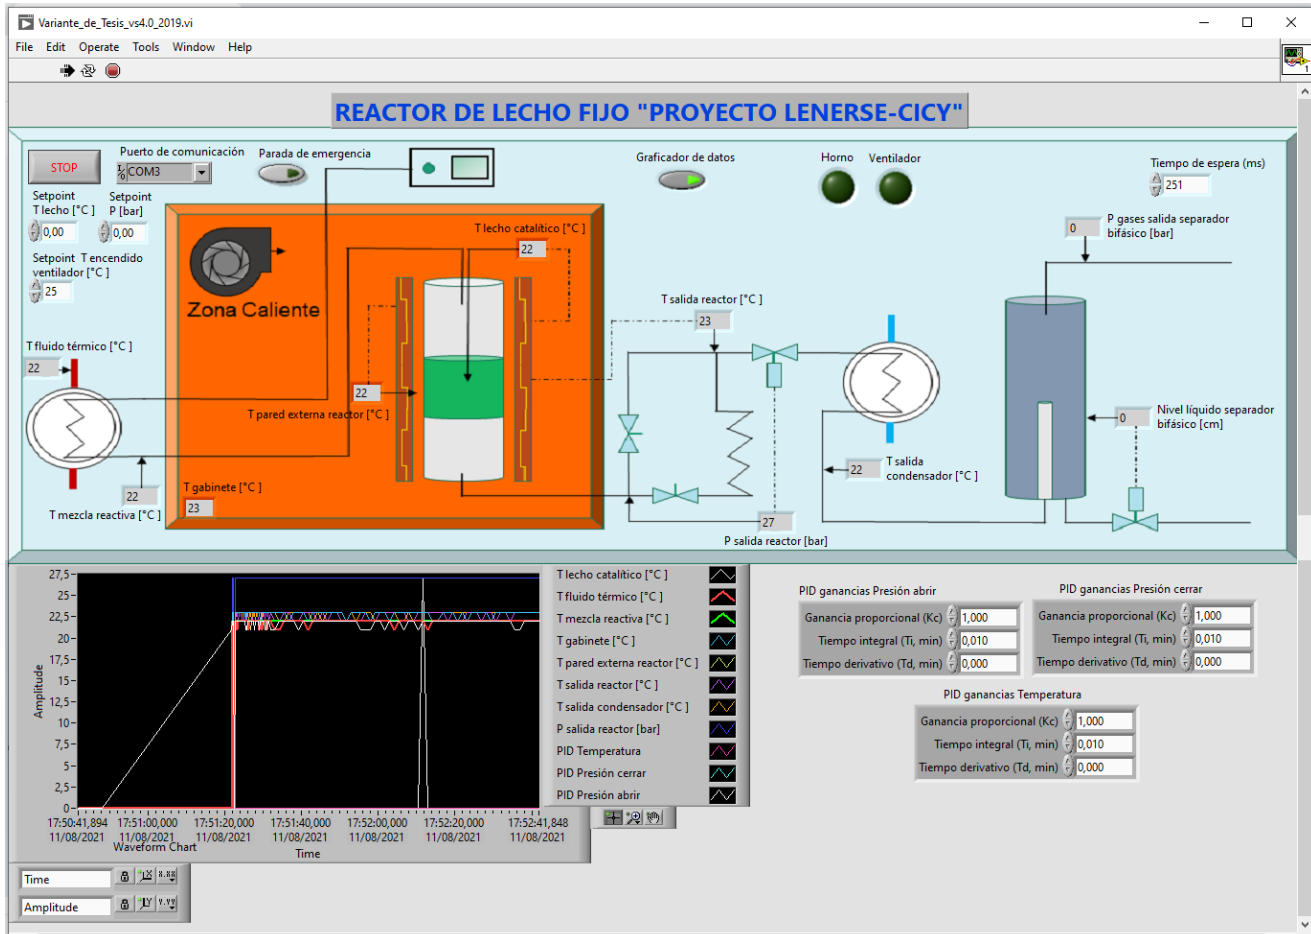 Variante_de_Tesis_vs4.0_2019.vi
File Edit Operate Tools Window Help
1
REACTOR DE LECHO FIJO "PROYECTO LENERSE-CICY"
STOP
Puerto de comunicación
COM3
Parada de emergencia
Graficador de datos
Horno
Ventilador
Tiempo de espera (ms)
251
Setpoint
T lecho [°C ]
0,00
Setpoint
P [bar]
0,00
Setpoint T encendido
ventilador [°C ]
25
Zona Caliente
T lecho catalítico [°C ]
22
P gases salida separador
bifásico [bar]
0
T salida reactor [°C ]
23
T fluido térmico [°C ]
22
22
T pared externa reactor [°C ]
Nivel líquido separador
bifásico [cm]
0
T salida
condensador [°C ]
22
22
T mezcla reactiva [°C ]
T gabinete [°C ]
23
27
P salida reactor [bar]
27,5
25
22,5
20
17,5
15
12,5
10
7,5
5
2,5
0
Amplitude
17:50:41,894 17:51:00,000 17:51:20,000 17:51:40,000 17:52:00,000 17:52:20,000 17:52:41,848
11/08/2021 11/08/2021 11/08/2021 11/08/2021 11/08/2021 11/08/2021 11/08/2021
Waveform Chart
Time
T lecho catalítico [°C ]
T fluido térmico [°C ]
T mezcla reactiva [°C ]
T gabinete [°C ]
T pared externa reactor [°C ]
T salida reactor [°C ]
T salida condensador [°C ]
P salida reactor [bar]
PID Temperatura
PID Presión cerrar
PID Presión abrir
PID ganancias Presión abrir
Ganancia proporcional (Kc) 1,000
Tiempo integral (Ti, min) 0,010
Tiempo derivativo (Td, min) 0,000
PID ganancias Presión cerrar
Ganancia proporcional (Kc) 1,000
Tiempo integral (Ti, min) 0,010
Tiempo derivativo (Td, min) 0,000
PID ganancias Temperatura
Ganancia proporcional (Kc) 1,000
Tiempo integral (Ti, min) 0,010
Tiempo derivativo (Td, min) 0,000
Time
Amplitude